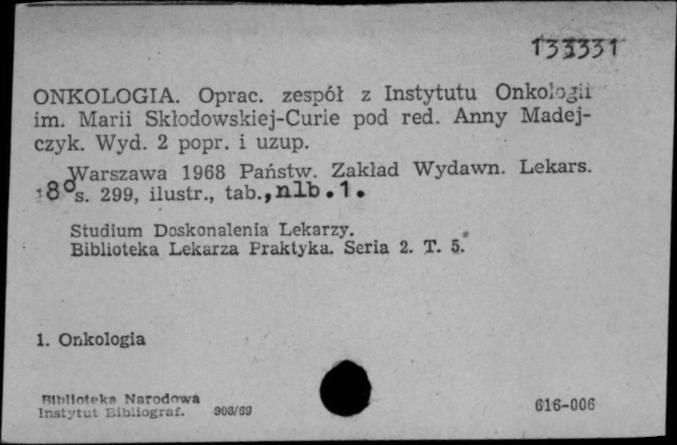 133331
ONKOLOGIA. Oprac. zespół z Instytutu Onkologii
im. Marii Skłodowskiej-Curie pod red. Anny Madej-
czyk. Wyd. 2 popr. i uzup.
Warszawa 1968 Państw. Zakład Wydawn. Lekars.
8° s. 299, ilustr., tab., nlb. 1.
Studium Doskonalenia Lekarzy.
Biblioteka Lekarza Praktyka. Seria 2. T. 5.
1. Onkologia
Biblioteka Narodowa
Instytut Bibliograf. 908/69
616-006